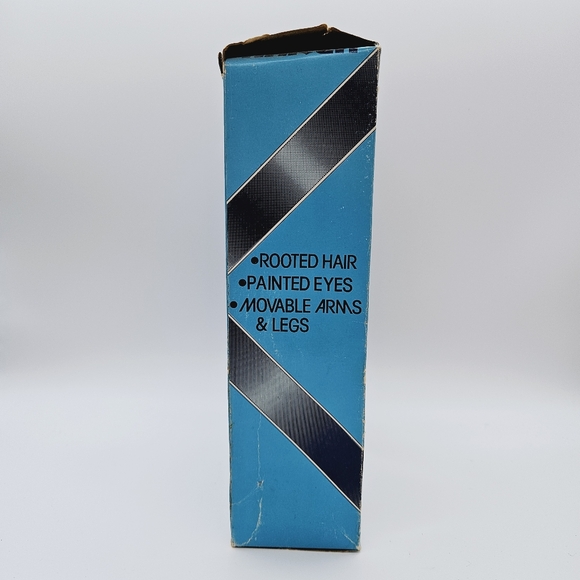 •ROOTED HAIR
•PAINTED EYES
• MOVABLE ARMS
& LEGS